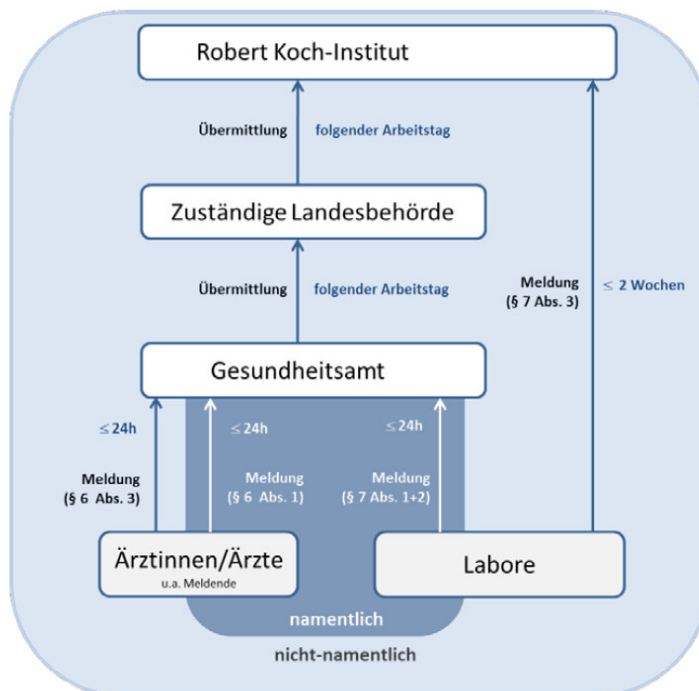 Robert Koch-Institut
Übermittlung folgender Arbeitstag
Zuständige Landesbehörde
Meldung
(§ 7 Abs. 3)
≤ 2 Wochen
Übermittlung folgender Arbeitstag
Gesundheitsamt
≤ 24h
≤ 24h
≤ 24h
Meldung
(§ 6 Abs. 3)
Meldung
(§ 6 Abs. 1)
Meldung
(§ 7 Abs. 1+2)
Ärztinnen/Ärzte
u.a. Meldende
Labore
namentlich
nicht-namentlich